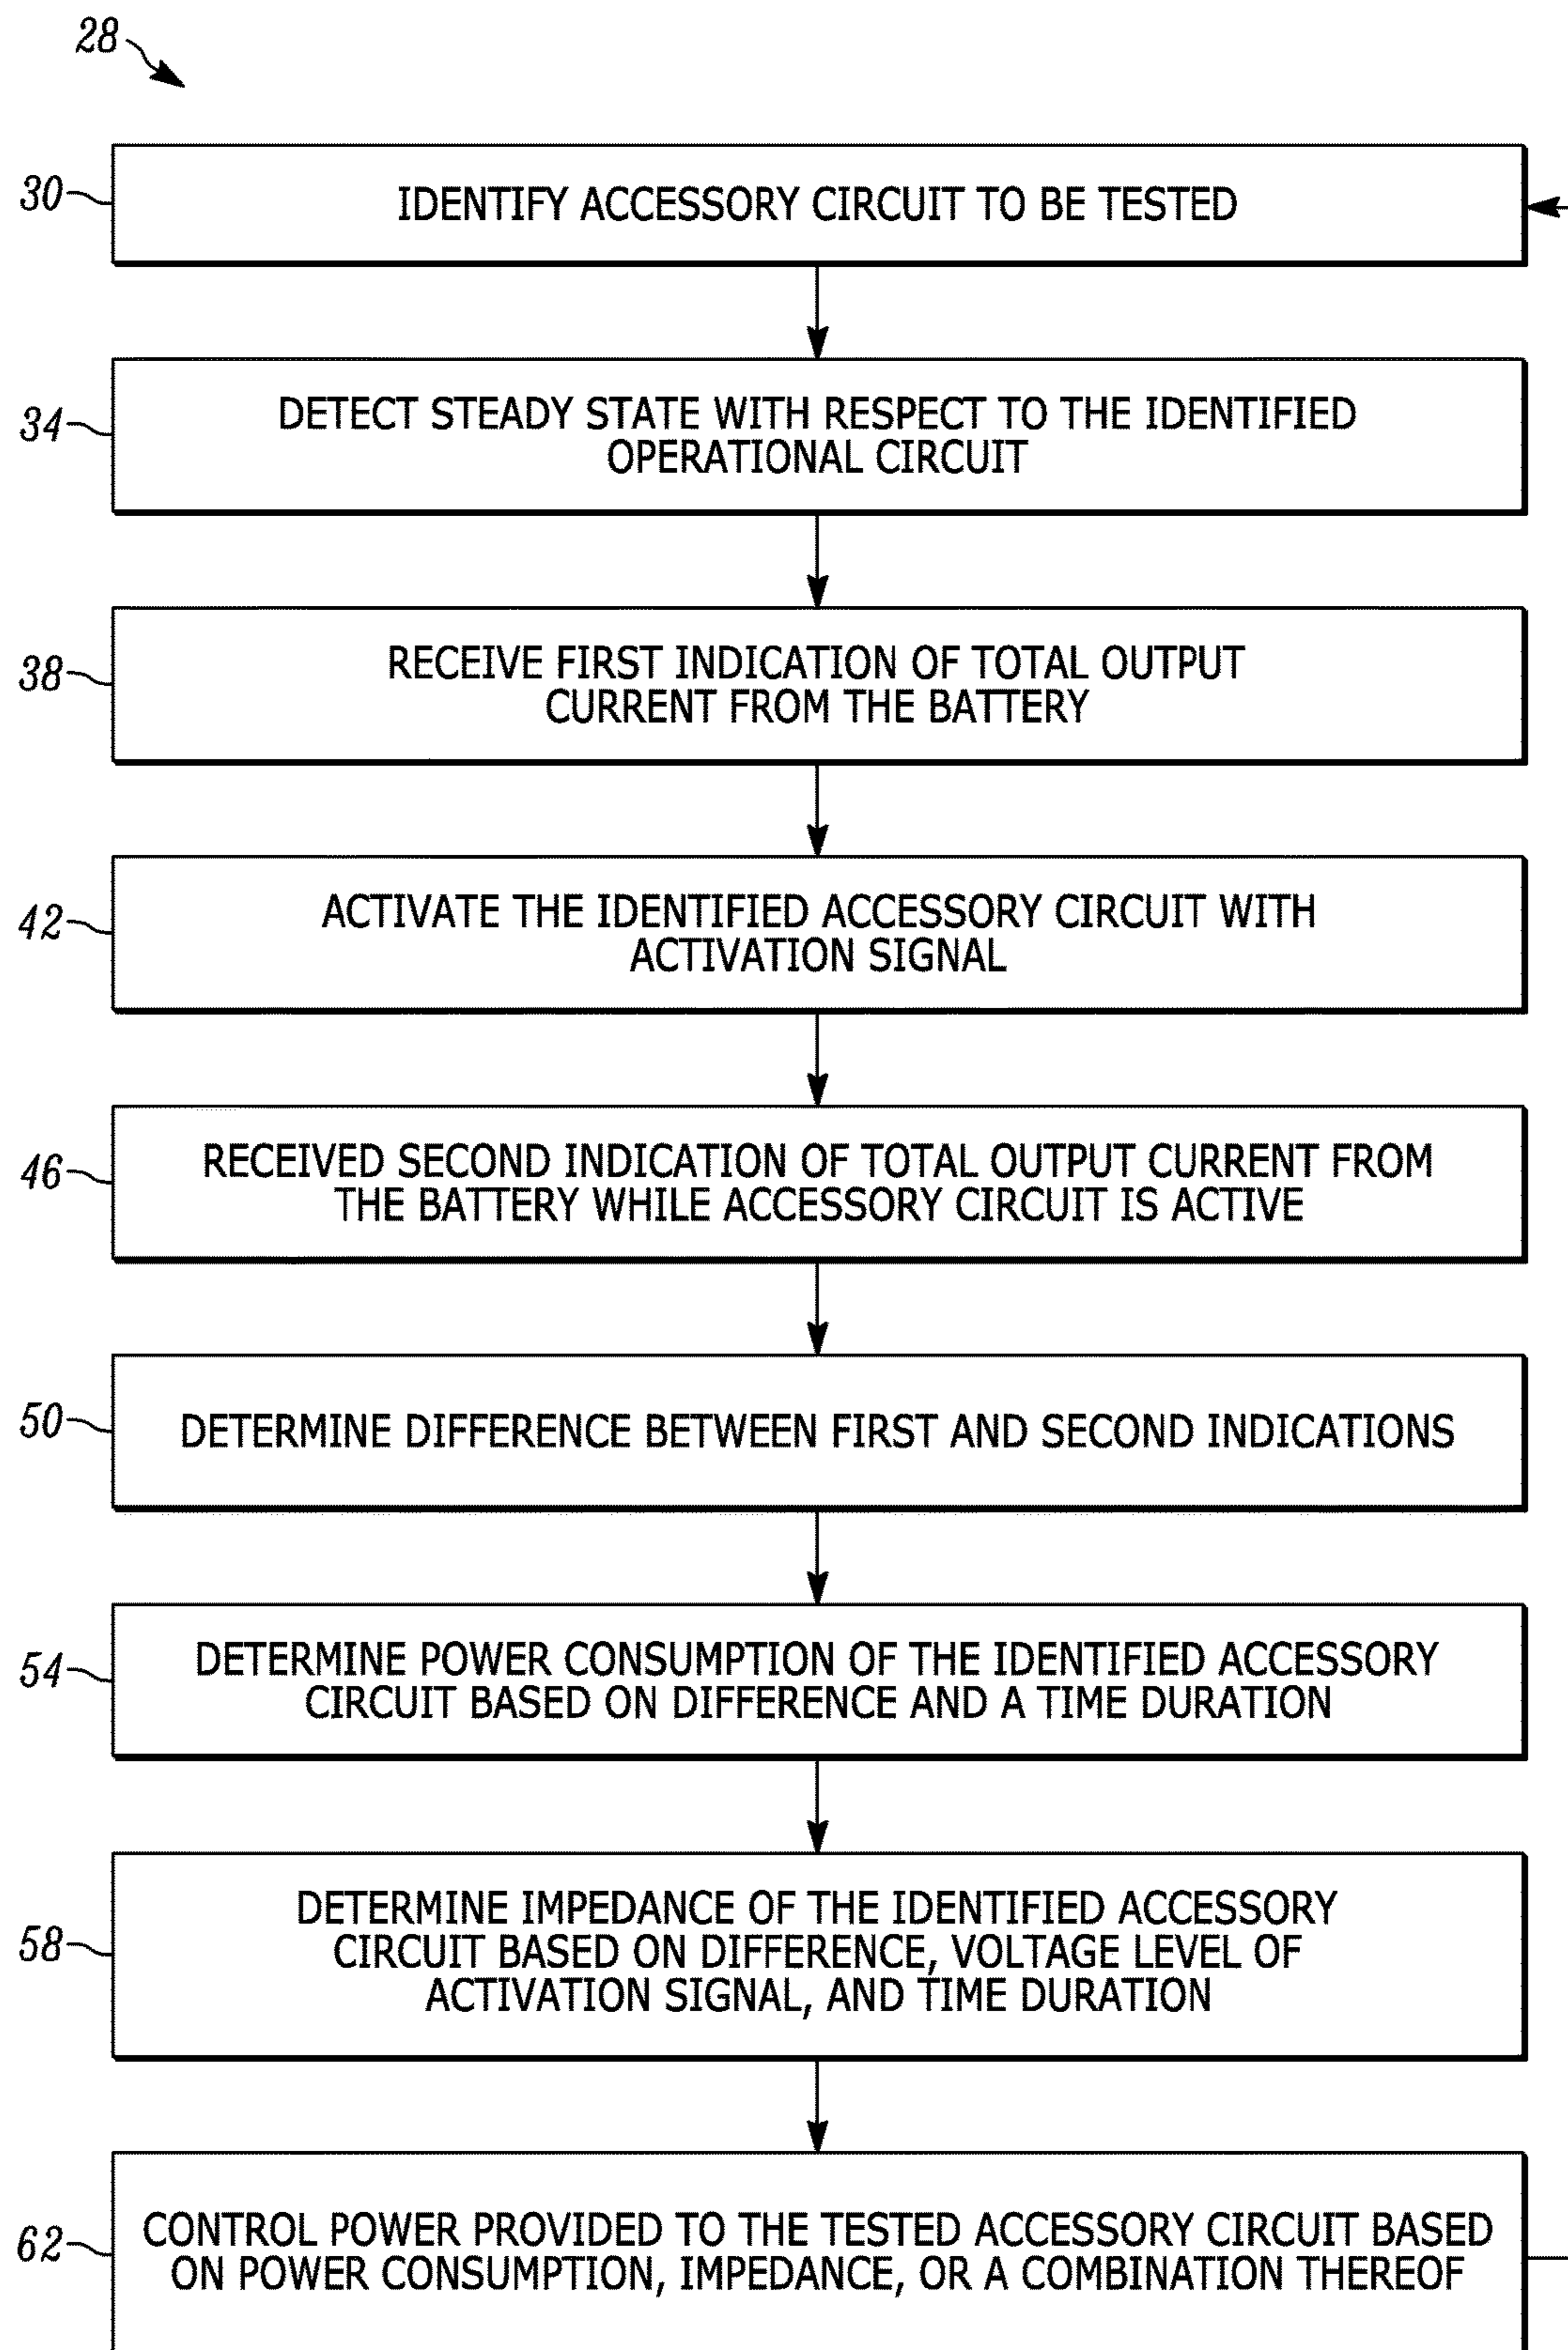 28
30
IDENTIFY ACCESSORY CIRCUIT TO BE TESTED
34
DETECT STEADY STATE WITH RESPECT TO THE IDENTIFIED
OPERATIONAL CIRCUIT
38
RECEIVE FIRST INDICATION OF TOTAL OUTPUT
CURRENT FROM THE BATTERY
42
ACTIVATE THE IDENTIFIED ACCESSORY CIRCUIT WITH
ACTIVATION SIGNAL
46
RECEIVED SECOND INDICATION OF TOTAL OUTPUT CURRENT FROM
THE BATTERY WHILE ACCESSORY CIRCUIT IS ACTIVE
50
DETERMINE DIFFERENCE BETWEEN FIRST AND SECOND INDICATIONS
54
DETERMINE POWER CONSUMPTION OF THE IDENTIFIED ACCESSORY
CIRCUIT BASED ON DIFFERENCE AND A TIME DURATION
58
DETERMINE IMPEDANCE OF THE IDENTIFIED ACCESSORY
CIRCUIT BASED ON DIFFERENCE, VOLTAGE LEVEL OF
ACTIVATION SIGNAL, AND TIME DURATION
62
CONTROL POWER PROVIDED TO THE TESTED ACCESSORY CIRCUIT BASED
ON POWER CONSUMPTION, IMPEDANCE, OR A COMBINATION THEREOF